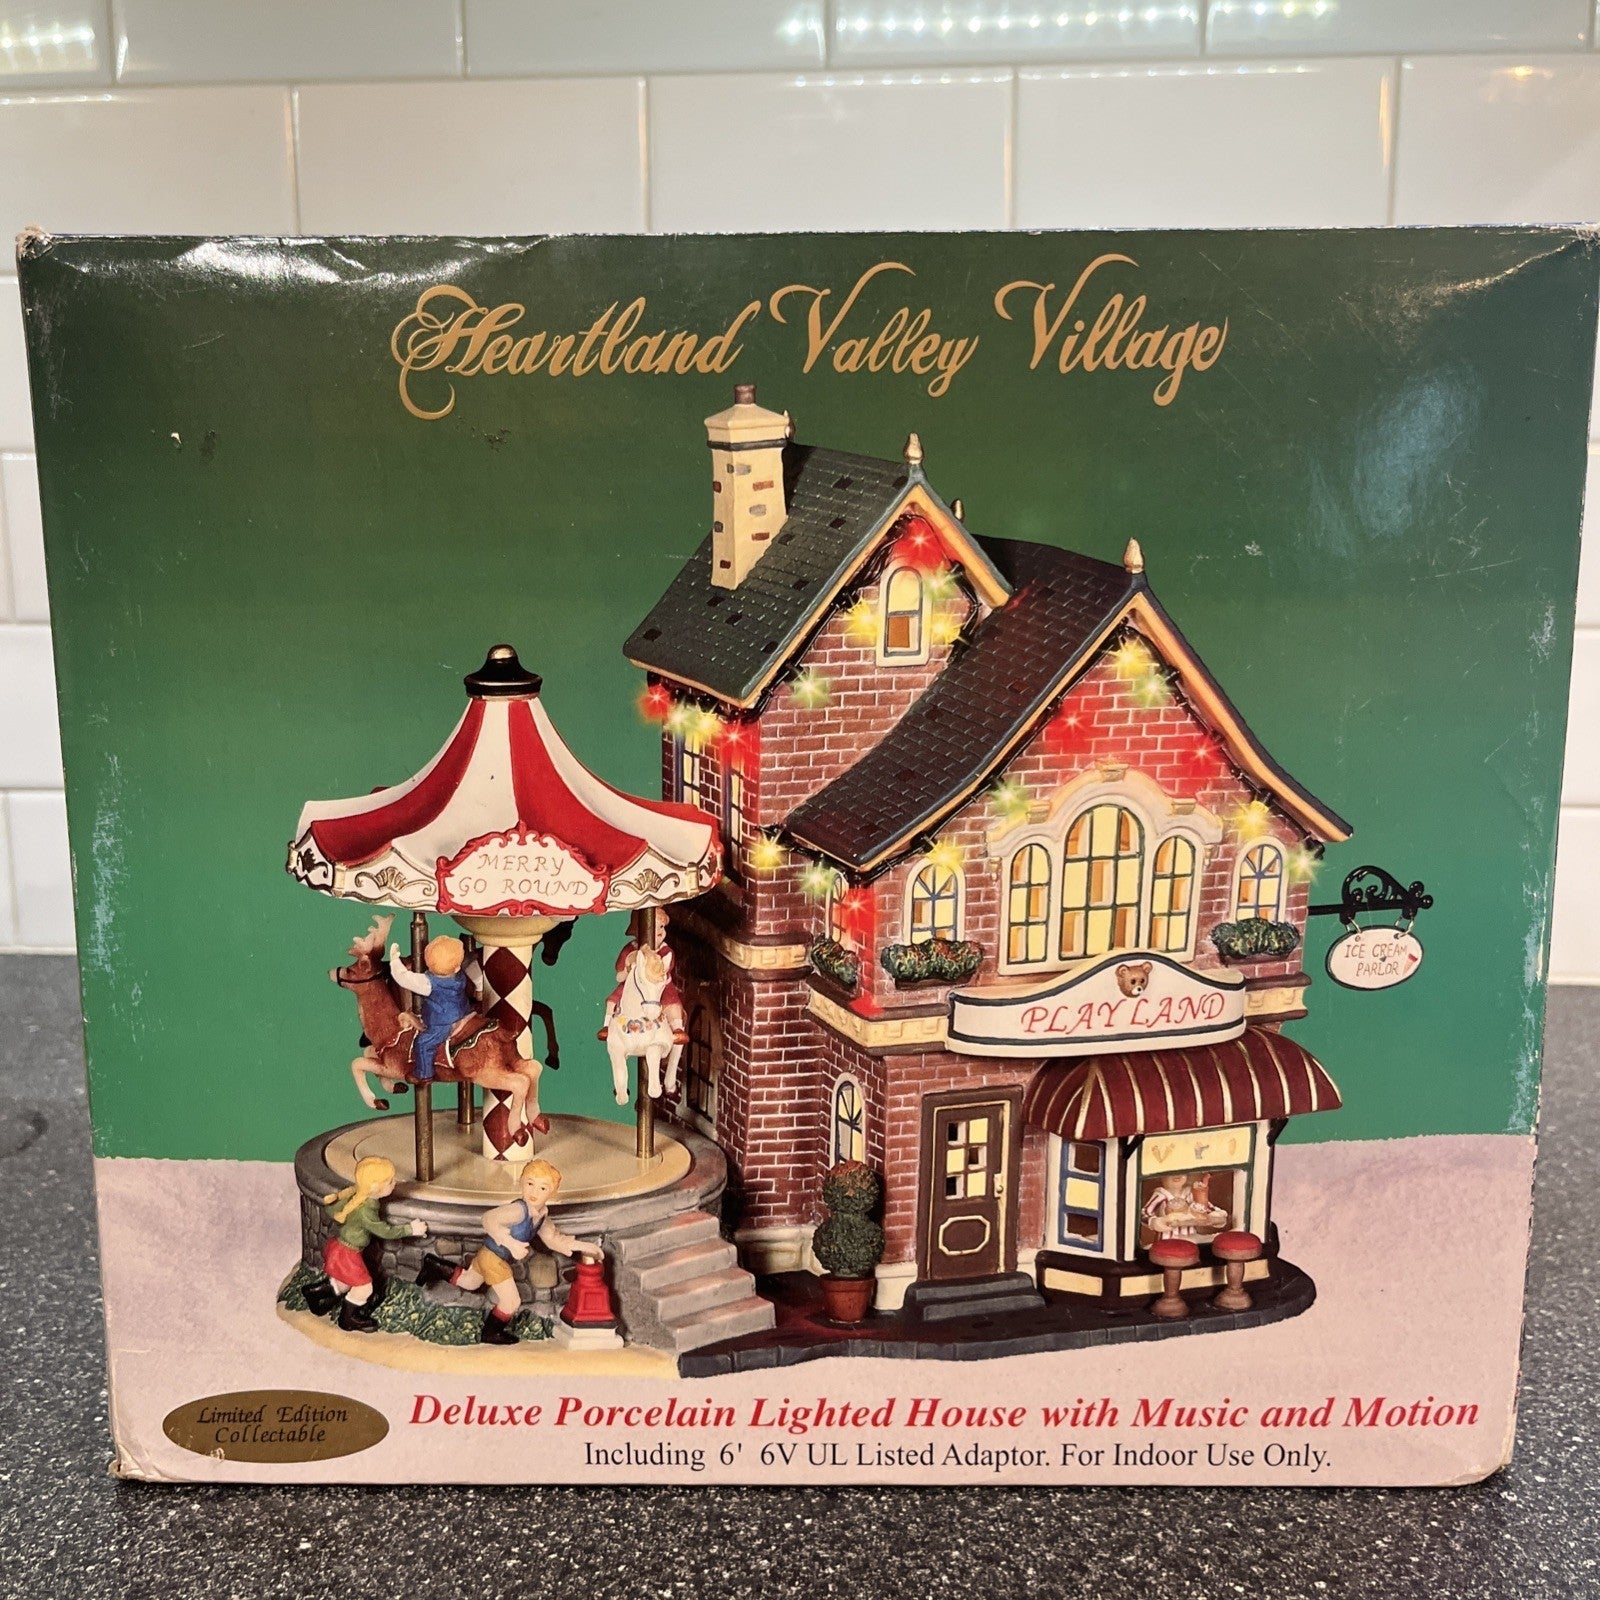 Heartland Valley Village
MERRY
GO ROUND
ICE CREAM
PARLOR
PLAY LAND
Limited Edition
Collectable
Deluxe Porcelain Lighted House with Music and Motion
Including 6' 6V UL Listed Adaptor. For Indoor Use Only.